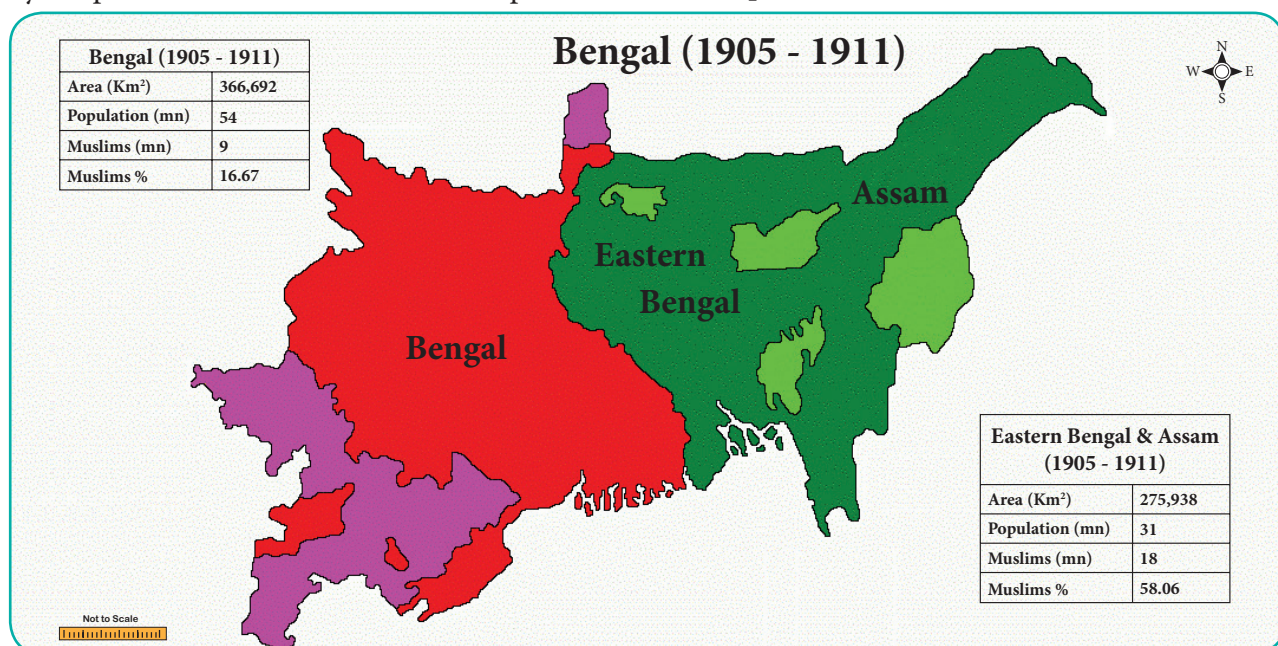 Bengal (1905 - 1911)
Bengal (1905 - 1911)
Area (Km²) 366,692
Population (mn) 54
Muslims (mn) 9
Muslims % 16.67
N
W E
S
Assam
Eastern
Bengal
Bengal
Eastern Bengal & Assam
(1905 - 1911)
Area (Km²) 275,938
Population (mn) 31
Muslims (mn) 18
Muslims % 58.06
Not to Scale